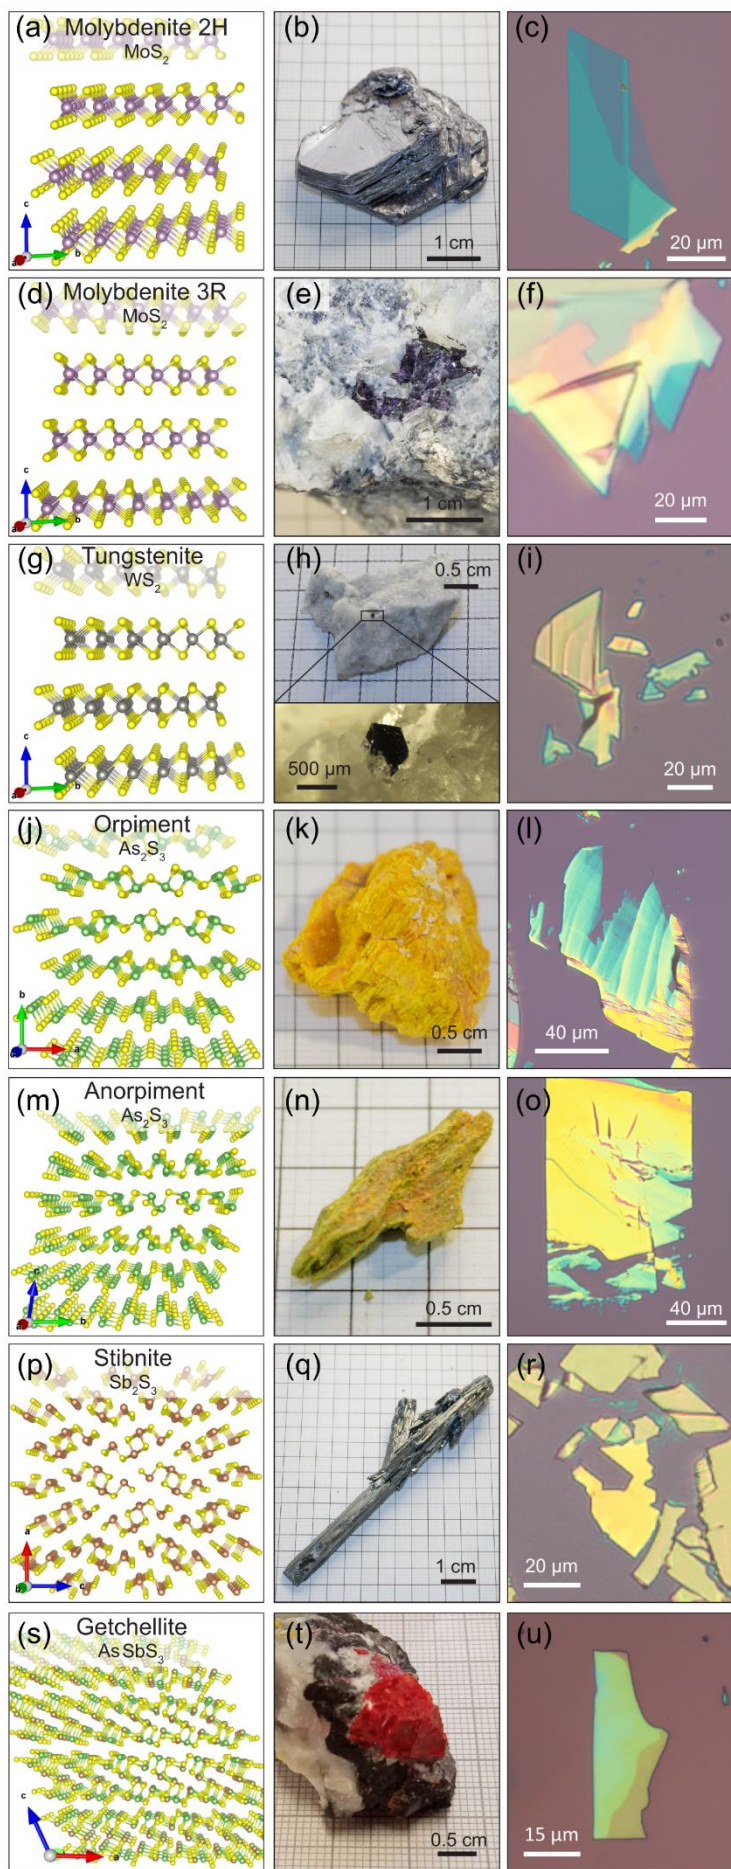 (a) Molybdenite 2H
MoS₂
c
a
b
(b)
1 cm
(c)
20 µm
(d) Molybdenite 3R
MoS₂
c
a
b
(e)
1 cm
(f)
20 µm
(g) Tungstenite
WS₂
c
a
b
(h)
0.5 cm
500 µm
(i)
20 µm
(j) Orpiment
As₂S₃
b
a
(k)
0.5 cm
(l)
40 µm
(m) Anorpiment
As₂S₃
a
b
(n)
0.5 cm
(o)
40 µm
(p) Stibnite
Sb₂S₃
a
b
c
(q)
1 cm
(r)
20 µm
(s) Getchellite
AsSbS₃
c
a
(t)
0.5 cm
(u)
15 µm